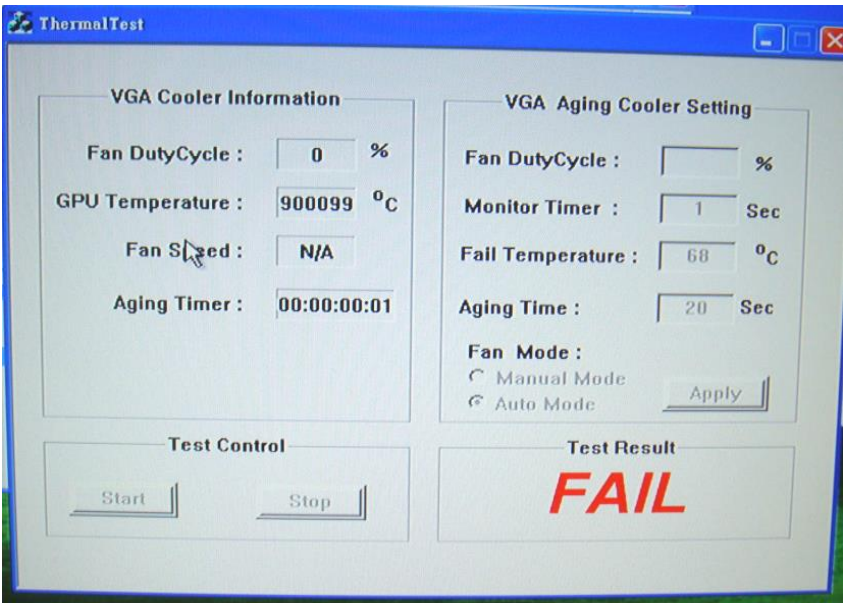 ThermalTest
VGA Cooler Information
Fan DutyCycle : 0 %
GPU Temperature : 900099 °C
Fan Speed : N/A
Aging Timer : 00:00:00:01
VGA Aging Cooler Setting
Fan DutyCycle : %
Monitor Timer : 1 Sec
Fail Temperature : 68 °C
Aging Time : 20 Sec
Fan Mode :
Manual Mode
Auto Mode
Apply
Test Control
Start Stop
Test Result
FAIL